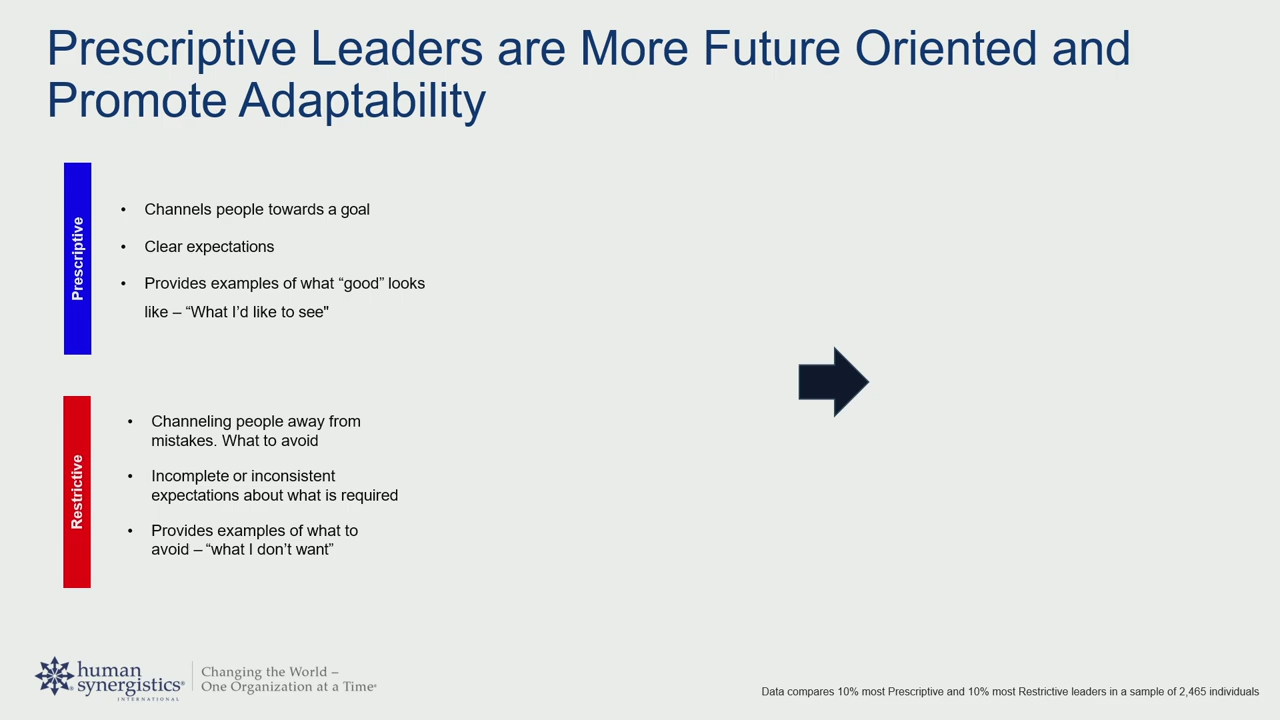 Prescriptive Leaders are More Future Oriented and
Promote Adaptability
Prescriptive
• Channels people towards a goal
• Clear expectations
• Provides examples of what “good” looks
like – “What I’d like to see"
Restrictive
• Channeling people away from
mistakes. What to avoid
• Incomplete or inconsistent
expectations about what is required
• Provides examples of what to
avoid – “what I don’t want”
human
synergistics®
INTERNATIONAL
Changing the World –
One Organization at a Time®
Data compares 10% most Prescriptive and 10% most Restrictive leaders in a sample of 2,465 individuals